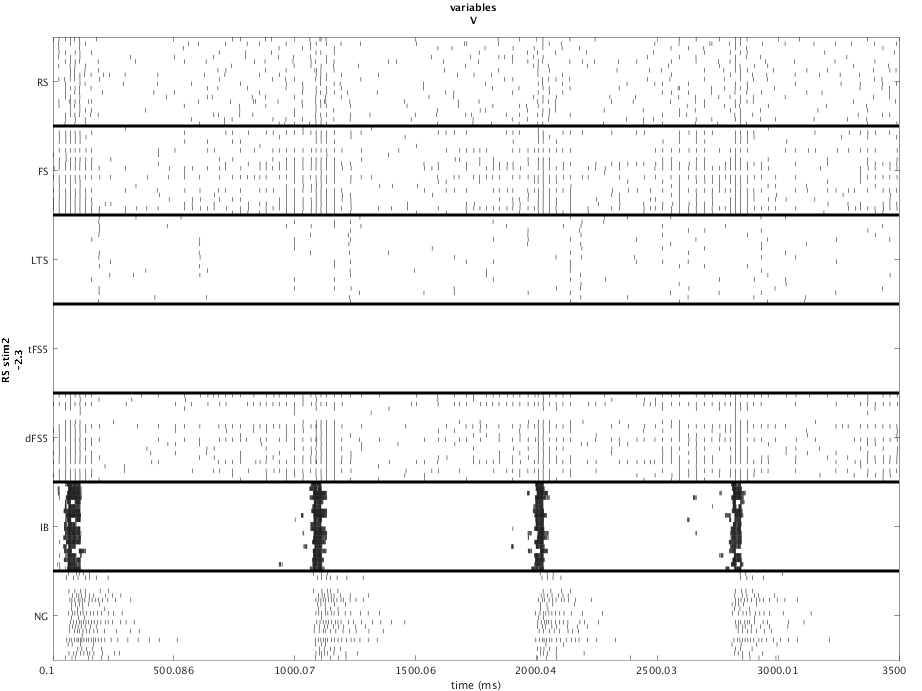 variables
V
RS
FS
LTS
tFS5
dFS5
IB
NG
RS stim2
-2.3
0.1 500.086 1000.07 1500.06 2000.04 2500.03 3000.01 3500
time (ms)